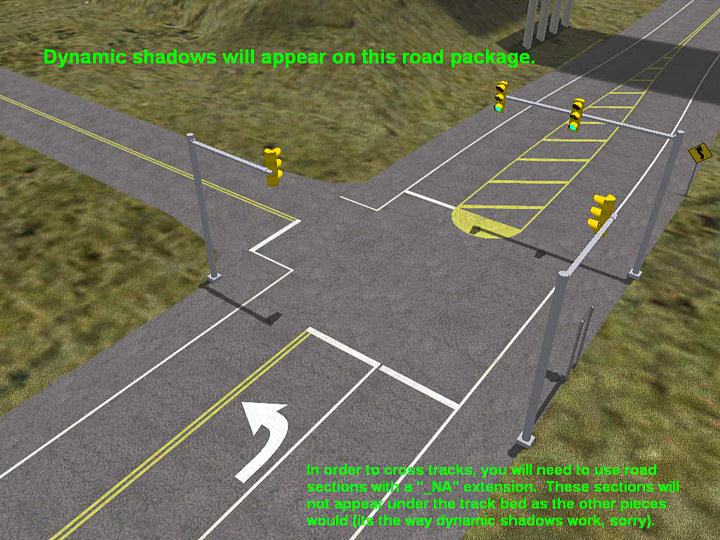 Dynamic shadows will appear on this road package.
In order to cross tracks, you will need to use road
sections with a "_NA" extension. These sections will
not appear under the track bed as the other pieces
would (its the way dynamic shadows work, sorry).